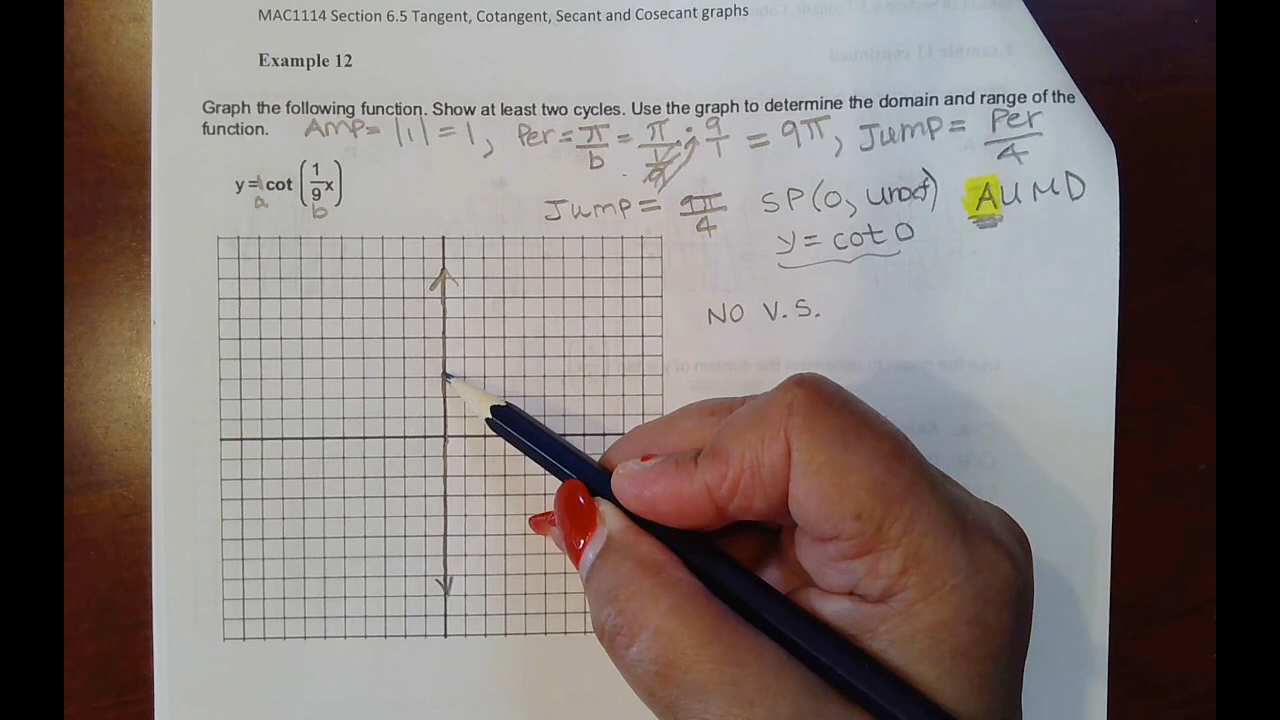 MAC1114 Section 6.5 Tangent, Cotangent, Secant and Cosecant graphs
Example 12
Graph the following function. Show at least two cycles. Use the graph to determine the domain and range of the
function. Amp = |1| = 1, Per = π/b = π/(1/9) · 9/1 = 9π, Jump = Per/4
y = 1 cot (1/9 x)
a b
Jump = 9π/4 SP(0, undf) AUMD
y = cot 0
NO V.S.